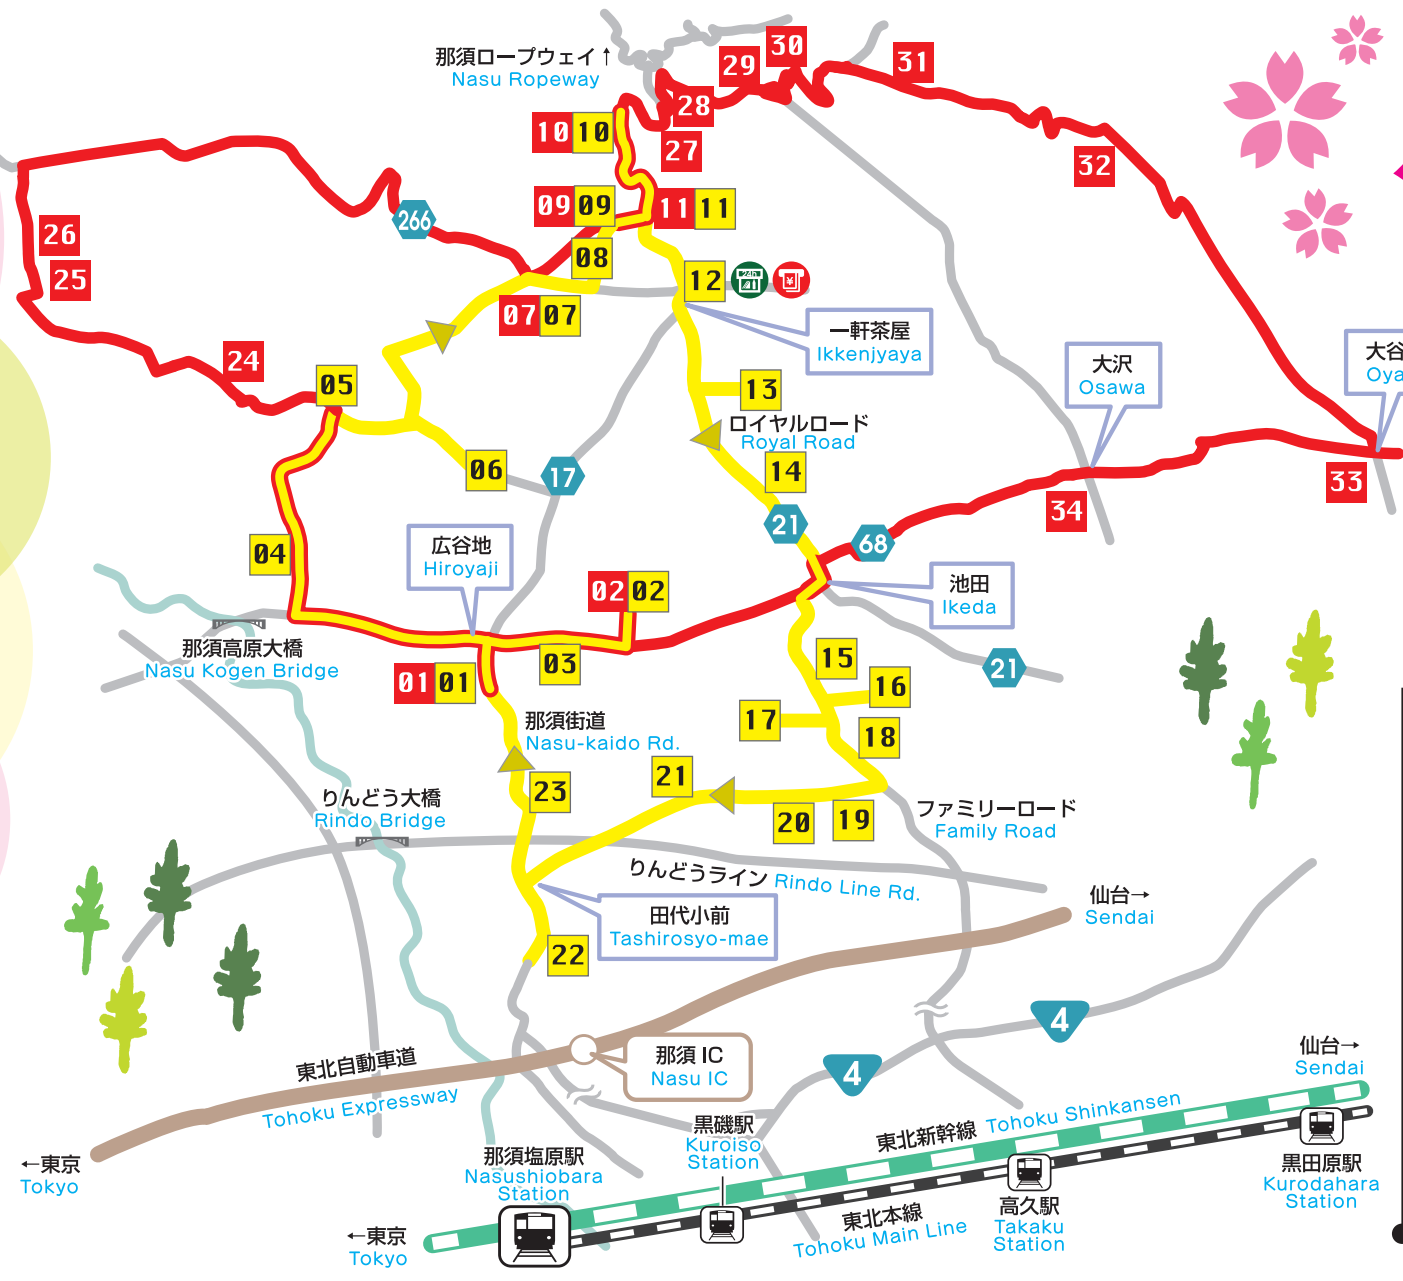 那須ロープウェイ↑
Nasu Ropeway
30
29
31
28
10 10
27
32
09 09
11 11
266
26
25
08
12
24h
¥
07 07
一軒茶屋
Ikkenjyaya
24
05
13
大沢
Osawa
大谷
Oya
ロイヤルロード
Royal Road
06
17
14
33
34
21
68
広谷地
Hiroyaji
04
02 02
池田
Ikeda
那須高原大橋
Nasu Kogen Bridge
03
15
21
01 01
16
17
那須街道
Nasu-kaido Rd.
18
21
23
りんどう大橋
Rindo Bridge
20
19
ファミリーロード
Family Road
りんどうライン Rindo Line Rd.
仙台→
Sendai
田代小前
Tashirosyo-mae
22
4
那須 IC
Nasu IC
4
東北自動車道
Tohoku Expressway
仙台→
Sendai
東北新幹線 Tohoku Shinkansen
黒磯駅
Kuroiso
Station
那須塩原駅
Nasushiobara
Station
←東京
Tokyo
黒田原駅
Kurodahara
Station
高久駅
Takaku
Station
東北本線
Tohoku Main Line
←東京
Tokyo